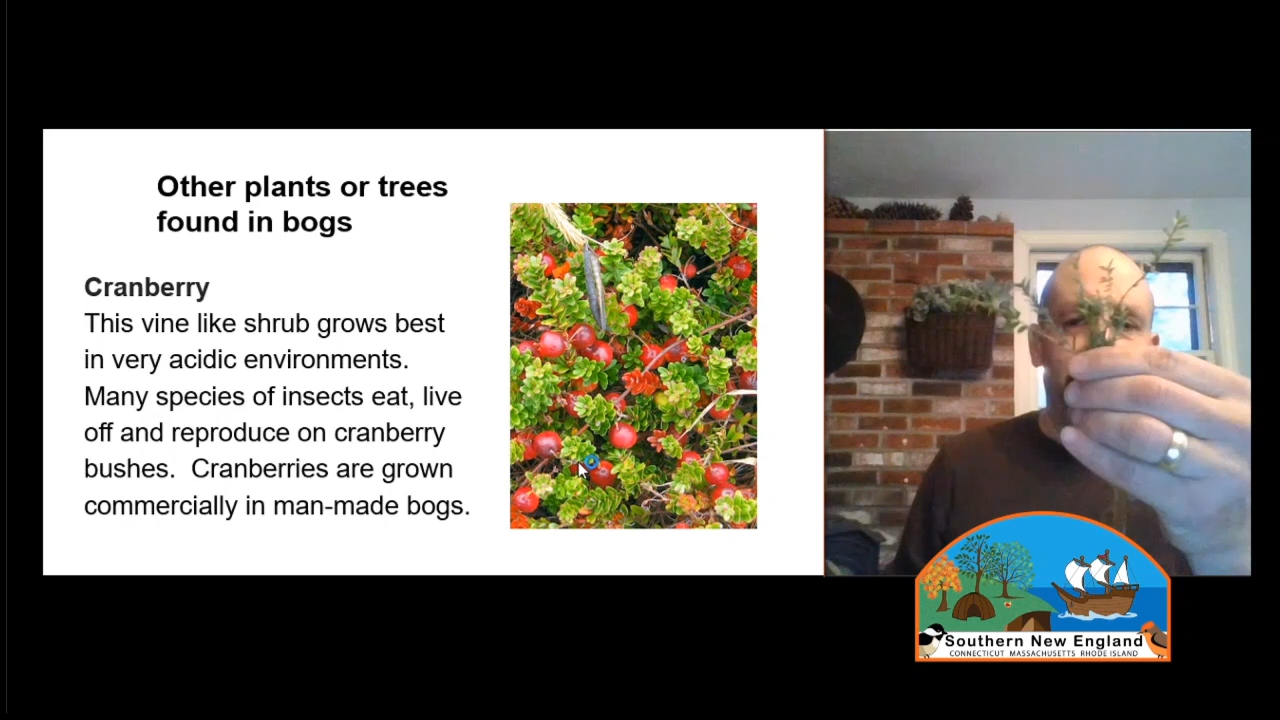 Other plants or trees
found in bogs
Cranberry
This vine like shrub grows best
in very acidic environments.
Many species of insects eat, live
off and reproduce on cranberry
bushes.  Cranberries are grown
commercially in man-made bogs.
Southern New England
CONNECTICUT MASSACHUSETTS RHODE ISLAND